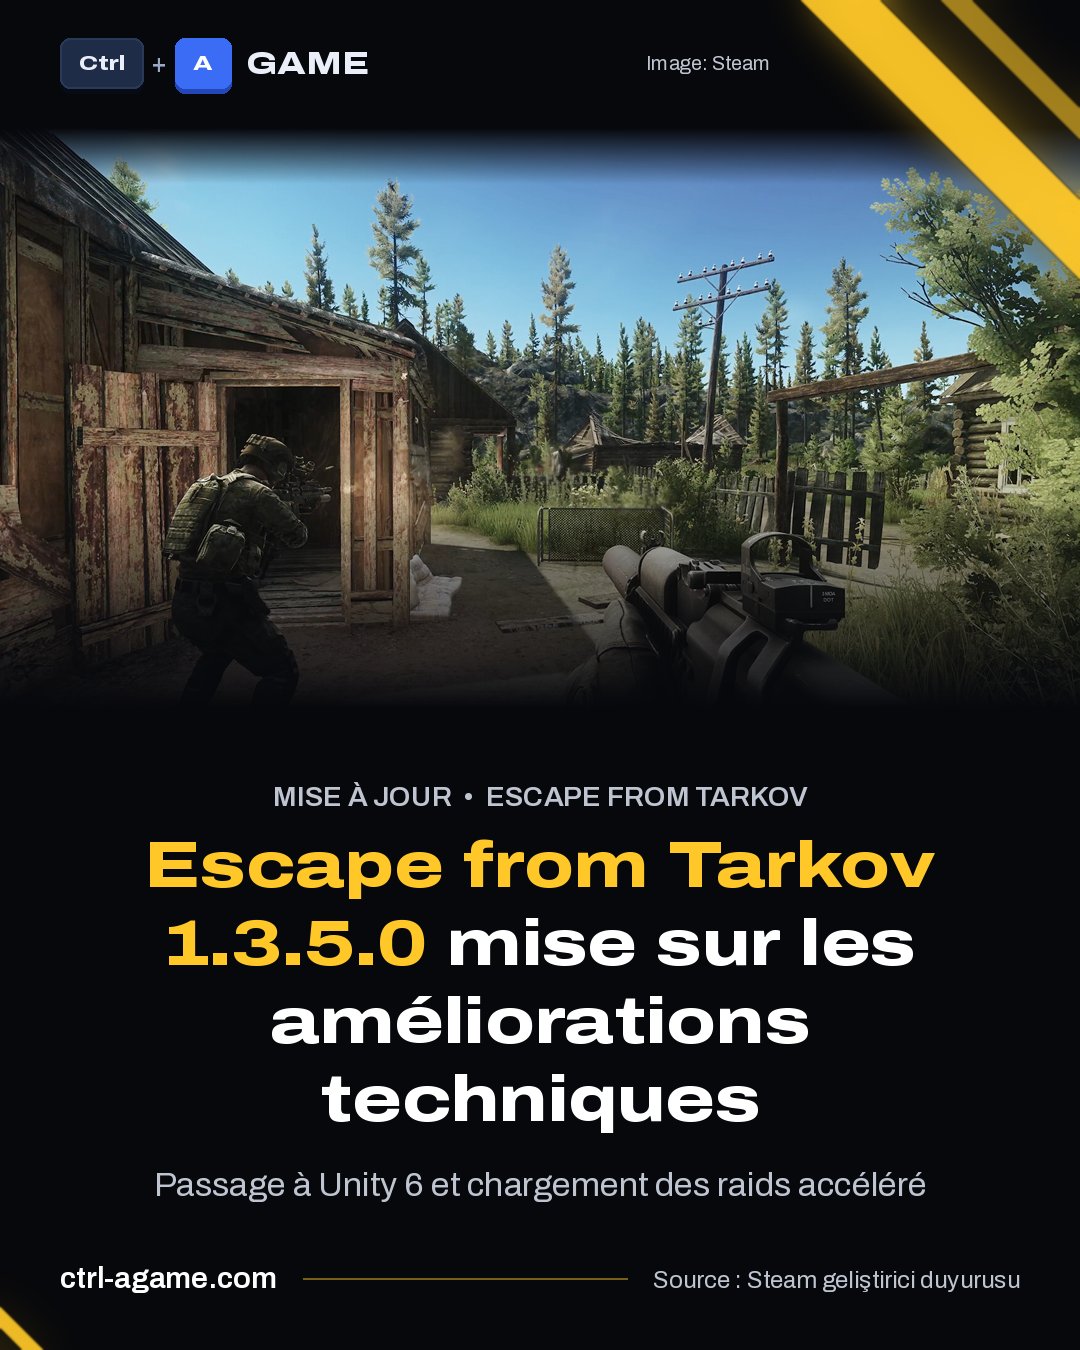 Ctrl + A GAME
Image: Steam
MISE À JOUR • ESCAPE FROM TARKOV
Escape from Tarkov
1.3.5.0 mise sur les
améliorations
techniques
Passage à Unity 6 et chargement des raids accéléré
ctrl-agame.com
Source : Steam geliştirici duyurusu